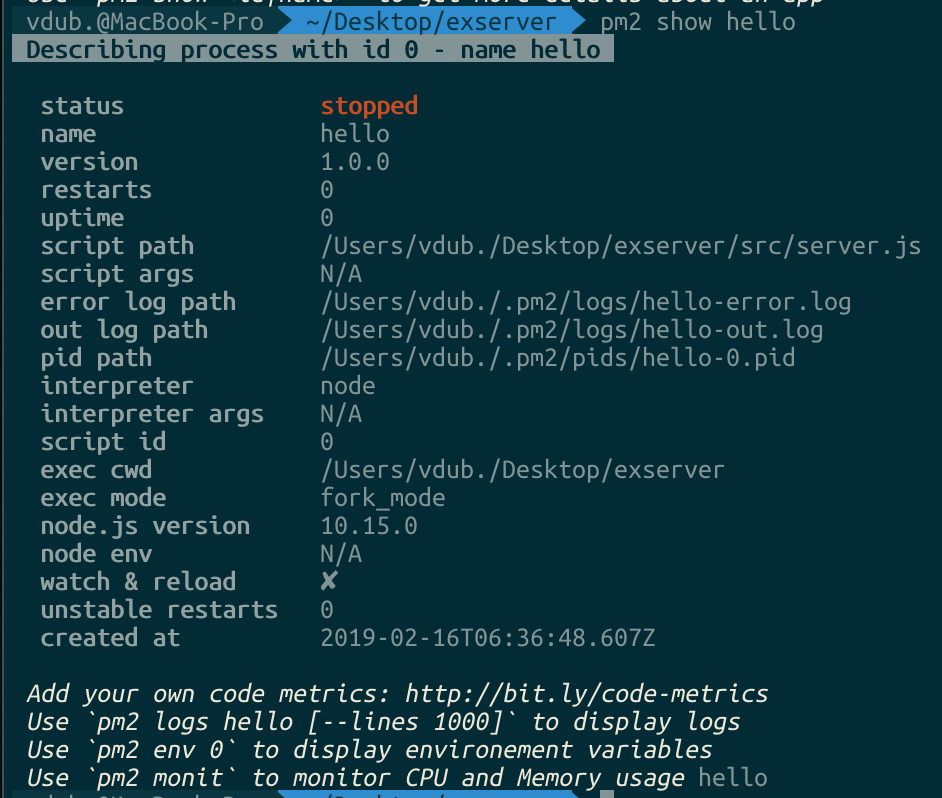 vdub.@MacBook-Pro ~/Desktop/exserver pm2 show hello
Describing process with id 0 - name hello
status stopped
name hello
version 1.0.0
restarts 0
uptime 0
script path /Users/vdub./Desktop/exserver/src/server.js
script args N/A
error log path /Users/vdub./.pm2/logs/hello-error.log
out log path /Users/vdub./.pm2/logs/hello-out.log
pid path /Users/vdub./.pm2/pids/hello-0.pid
interpreter node
interpreter args N/A
script id 0
exec cwd /Users/vdub./Desktop/exserver
exec mode fork_mode
node.js version 10.15.0
node env N/A
watch & reload ✘
unstable restarts 0
created at 2019-02-16T06:36:48.607Z
Add your own code metrics: http://bit.ly/code-metrics
Use `pm2 logs hello [--lines 1000]` to display logs
Use `pm2 env 0` to display environement variables
Use `pm2 monit` to monitor CPU and Memory usage hello